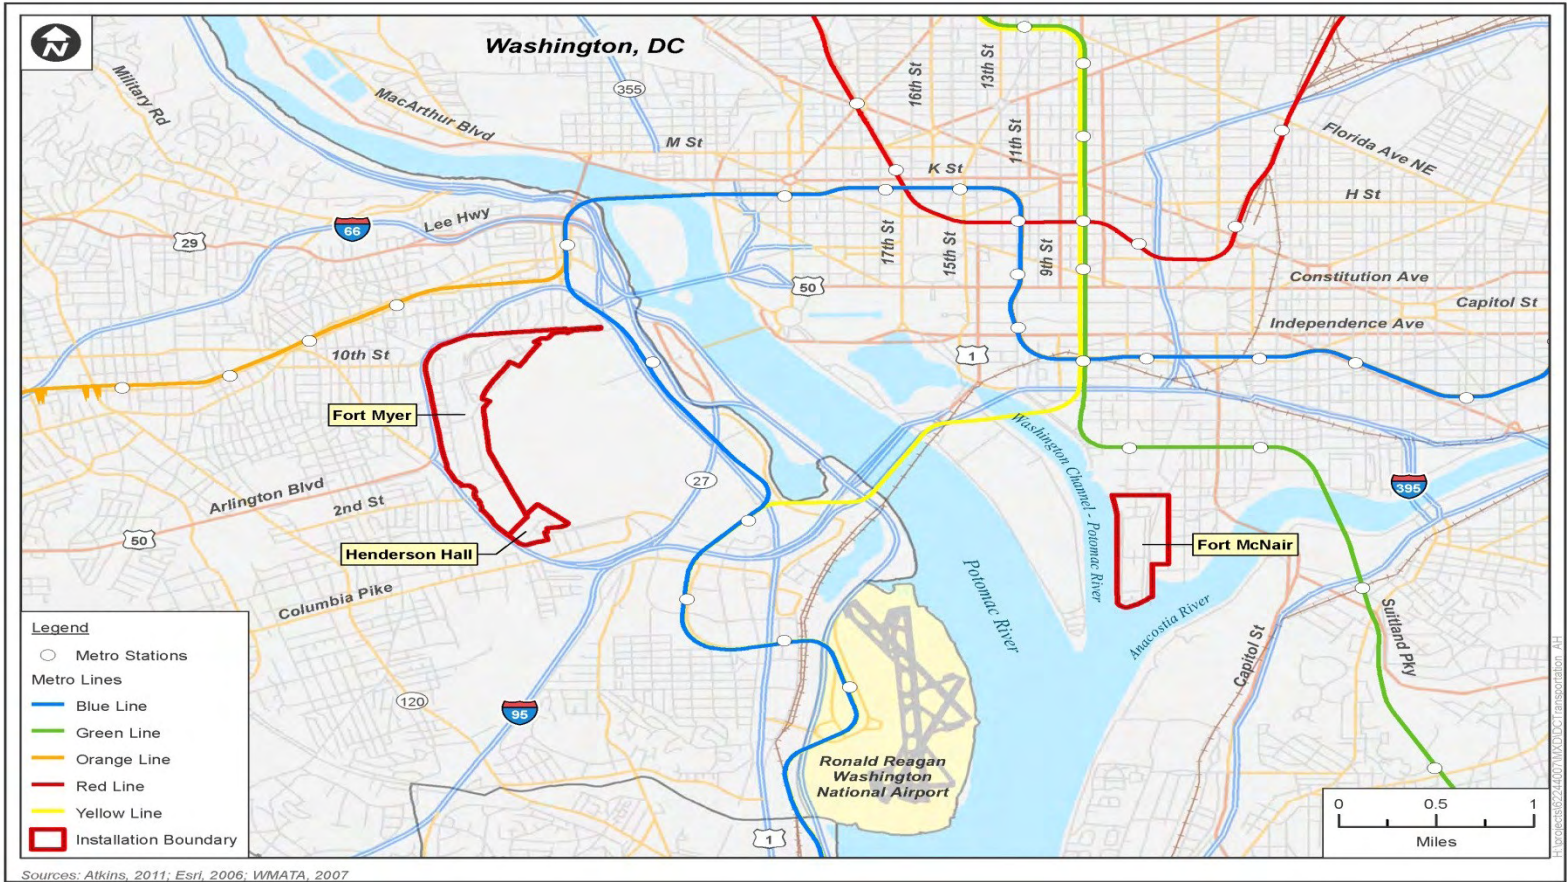 N
Washington, DC
Military Rd
MacArthur Blvd
355
M St
16th St
13th St
11th St
K St
Florida Ave NE
H St
Lee Hwy
66
29
17th St
15th St
9th St
50
Constitution Ave
Capitol St
Independence Ave
1
10th St
Fort Myer
27
Washington Channel - Potomac River
395
Arlington Blvd
2nd St
50
Henderson Hall
Fort McNair
Columbia Pike
Potomac River
Anacostia River
Capitol St
Suitland Pky
120
95
Ronald Reagan
Washington
National Airport
1
Legend
Metro Stations
Metro Lines
Blue Line
Green Line
Orange Line
Red Line
Yellow Line
Installation Boundary
0 0.5 1
Miles
Sources: Atkins, 2011; Esri, 2006; WMATA, 2007